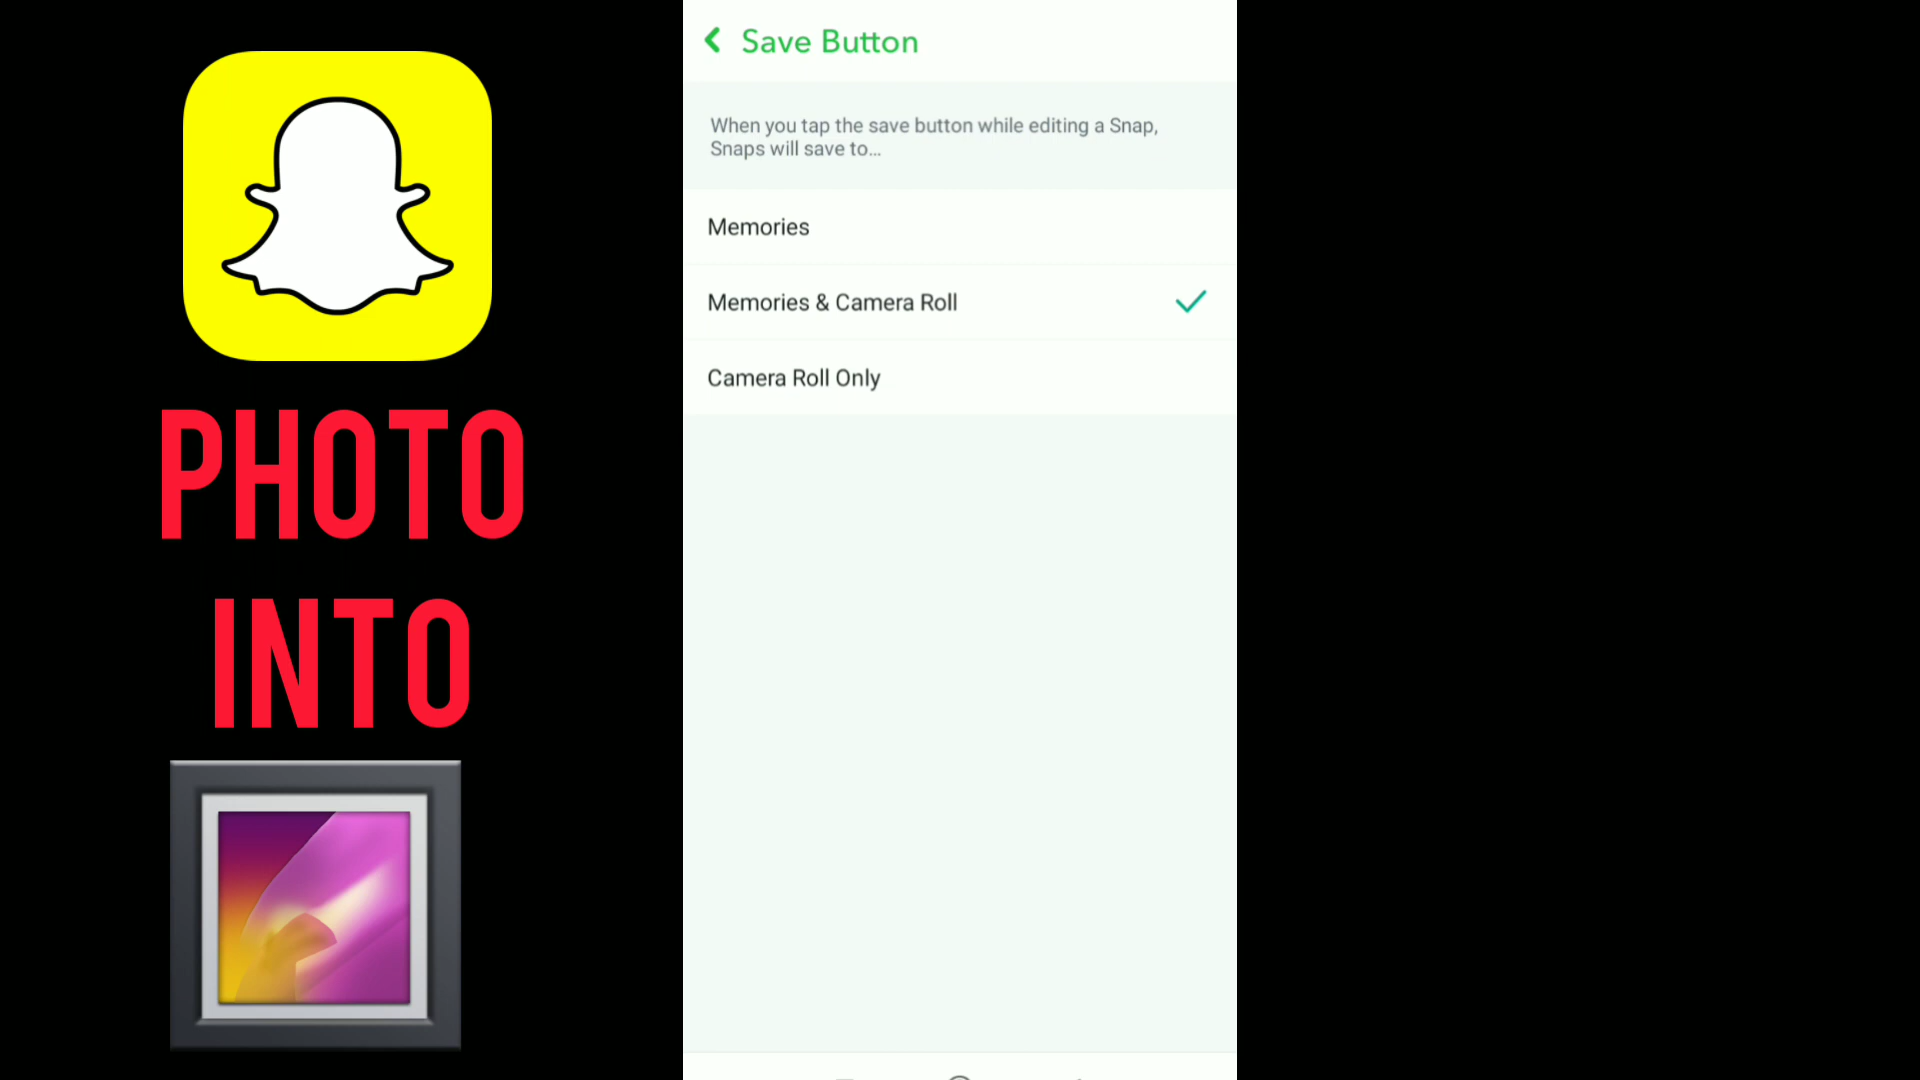 PHOTO
INTO
Save Button
When you tap the save button while editing a Snap,
Snaps will save to...
Memories
Memories & Camera Roll
Camera Roll Only